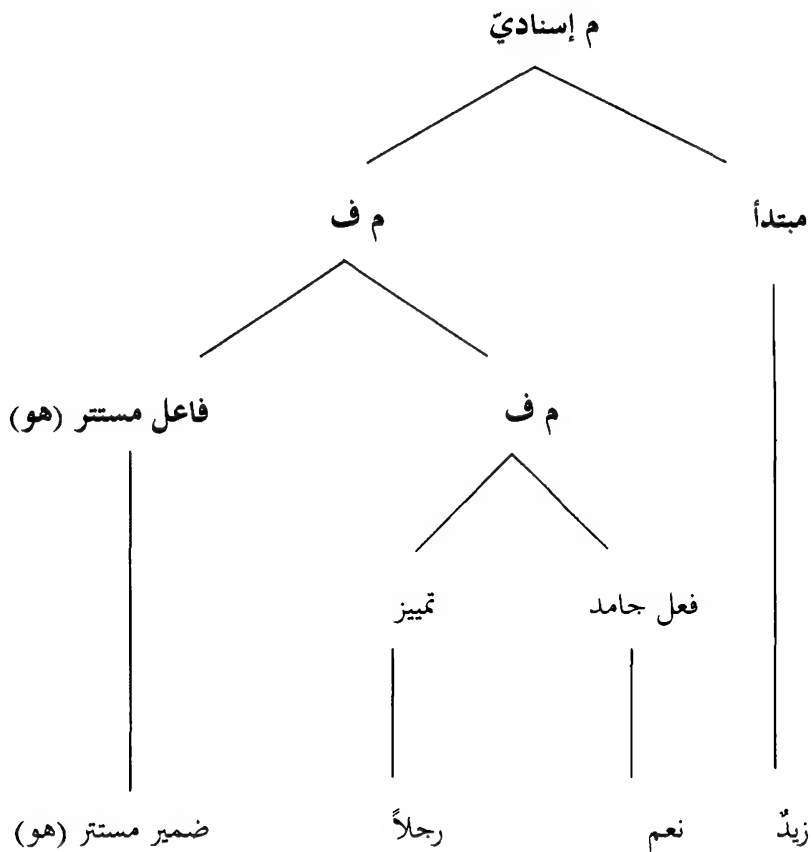 م إسناديّ
مبتدأ م ف
م ف فاعل مستتر (هو)
فعل جامد تمييز
زيدٌ نعم رجلاً ضمير مستتر (هو)